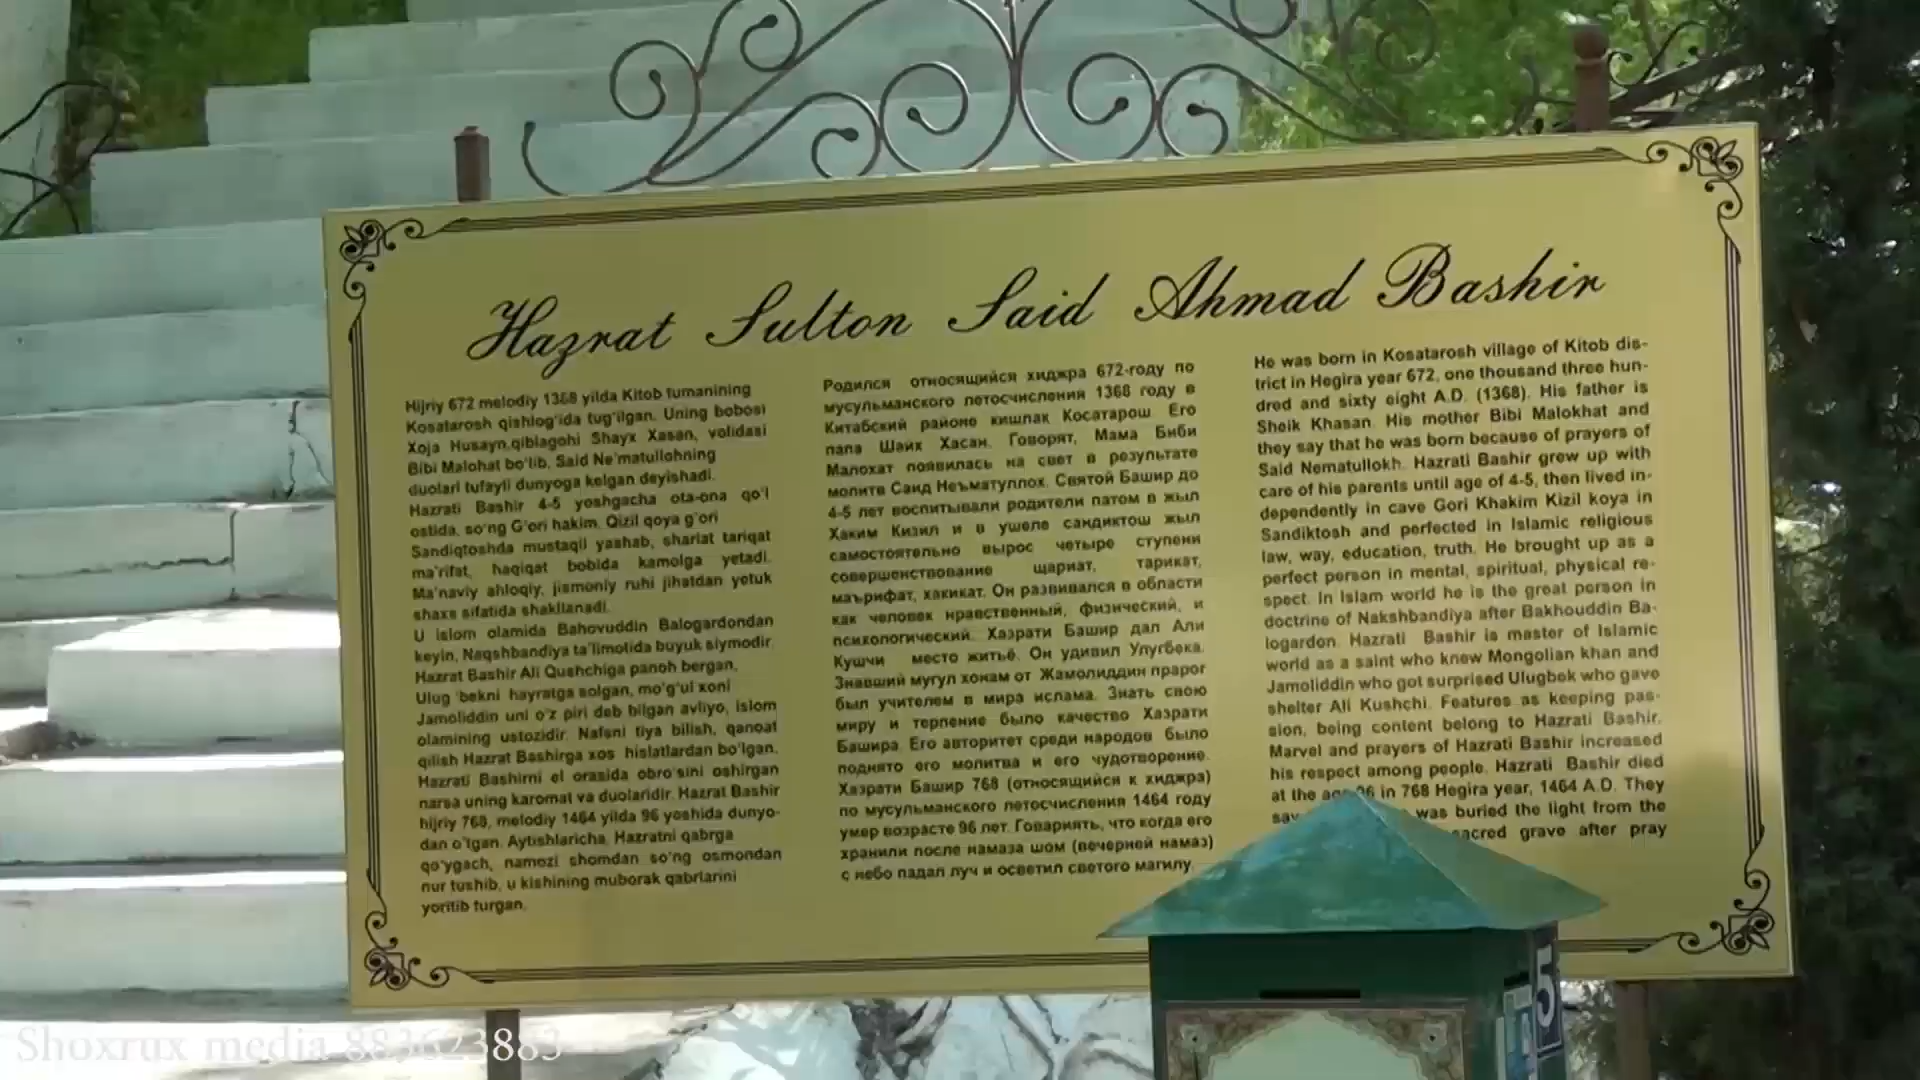 Hazrat Sulton Said Ahmad Bashir
Hijriy 672 melodiy 1368 yilda Kitob tumanining
Kosatarosh qishlog'ida tug'ilgan. Uning bobosi
Xoja Husayn,qiblagohi Shayx Xasan, volidasi
Bibi Malohat bo'lib, Said Ne'matullohning
duolari tufayli dunyoga kelgan deyishadi.
Hazrati Bashir 4-5 yoshgacha ota-ona qo'l
ostida, so'ng G'ori hakim, Qizil qoya g'ori
Sandiqtoshda mustaqil yashab, shariat tariqat
ma'rifat, haqiqat bobida kamolga yetadi.
Ma'naviy ahloqiy, jismoniy ruhi jihatdan yetuk
shaxs sifatida shakllanadi.
U islom olamida Bahovuddin Balogardondan
keyin, Naqshbandiya ta'limotida buyuk siymodir.
Hazrat Bashir Ali Qushchiga panoh bergan,
Ulug 'bekni hayratga solgan, mo'g'ul xoni
Jamoliddin uni o'z piri deb bilgan avliyo, islom
olamining ustozidir. Nafsni tiya bilish, qanoat
qilish Hazrat Bashirga xos hislatlardan bo'lgan.
Hazrati Bashirni el orasida obro'sini oshirgan
narsa uning karomat va duolaridir. Hazrat Bashir
hijriy 768, melodiy 1464 yilda 96 yoshida dunyo-
dan o'tgan. Aytishlaricha, Hazratni qabrga
qo'ygach, namozi shomdan so'ng osmondan
nur tushib, u kishining muborak qabrlarini
yoritib turgan.
Родился относящийся хиджра 672-году по
мусульманского летосчисления 1368 году в
Китабский районе кишлак Косатарош. Его
папа Шайх Хасан. Говорят, Мама Биби
Малохат появилась на свет в результате
молитв Саид Неъматуллох. Святой Башир до
4-5 лет воспитывали родители патом в жыл
Хаким Кизил и в ушеле сандиктош жыл
самостоятельно вырос четыре ступени
совершенствование щариат, тарикат,
маърифат, хакикат. Он развивался в области
как человек нравственный, физический, и
психологический. Хазрати Башир дал Али
Кушчи место житьё. Он удивил Улугбека.
Знавший мугул хонам от Жамолиддин прарог
был учителем в мира ислама. Знать свою
миру и терпение было качество Хазрати
Башира. Его авторитет среди народов было
поднято его молитва и его чудотворение.
Хазрати Башир 768 (относящийся к хиджра)
по мусульманского летосчисления 1464 году
умер возрасте 96 лет. Говариять, что когда его
хранили после намаза шом (вечерней намаз)
с небо падал луч и осветил светого магилу.
He was born in Kosatarosh village of Kitob dis-
trict in Hegira year 672, one thousand three hun-
dred and sixty eight A.D. (1368). His father is
Sheik Khasan. His mother Bibi Malokhat and
they say that he was born because of prayers of
Said Nematullokh. Hazrati Bashir grew up with
care of his parents until age of 4-5, then lived in-
dependently in cave Gori Khakim Kizil koya in
Sandiktosh and perfected in Islamic religious
law, way, education, truth. He brought up as a
perfect person in mental, spiritual, physical re-
spect. In Islam world he is the great person in
doctrine of Nakshbandiya after Bakhouddin Ba-
logardon. Hazrati Bashir is master of Islamic
world as a saint who knew Mongolian khan and
Jamoliddin who got surprised Ulugbek who gave
shelter Ali Kushchi. Features as keeping pas-
sion, being content belong to Hazrati Bashir.
Marvel and prayers of Hazrati Bashir increased
his respect among people. Hazrati Bashir died
at the age 96 in 768 Hegira year, 1464 A.D. They
was buried the light from the
sacred grave after pray
5
Shoxrux media 883623883